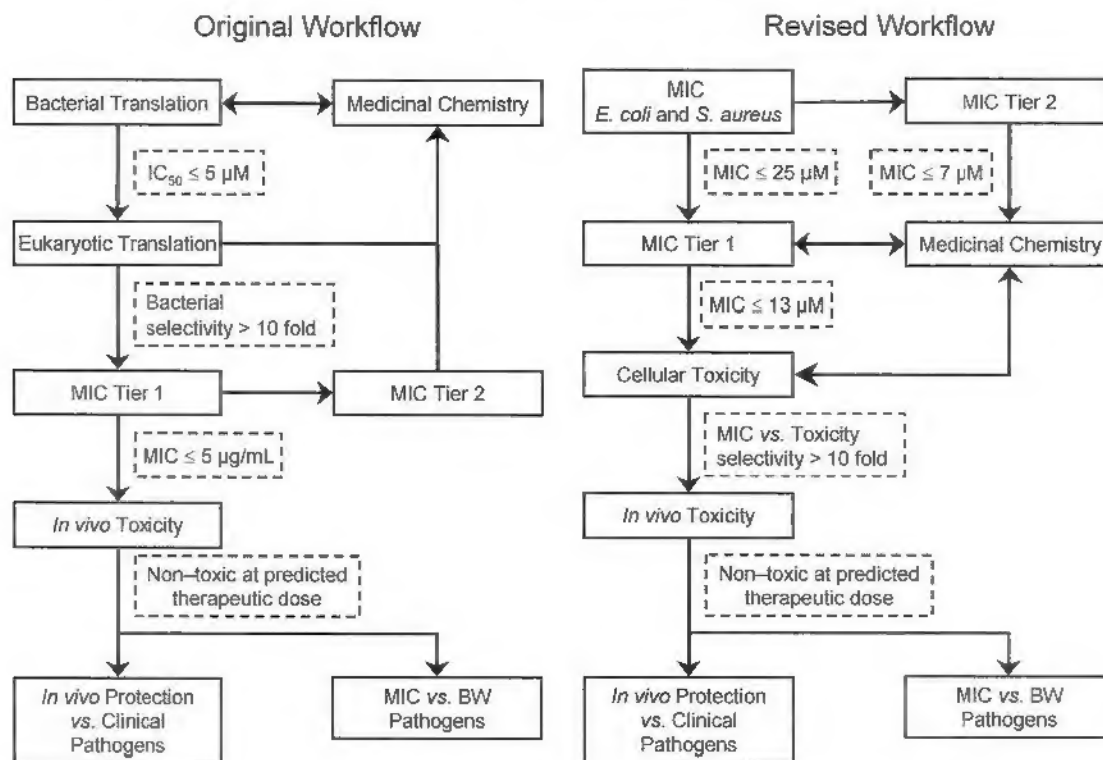 Original Workflow
Bacterial Translation
Medicinal Chemistry
IC50 ≤ 5 µM
Eukaryotic Translation
Bacterial
selectivity > 10 fold
MIC Tier 1
MIC Tier 2
MIC ≤ 5 µg/mL
In vivo Toxicity
Non–toxic at predicted
therapeutic dose
In vivo Protection
vs. Clinical
Pathogens
MIC vs. BW
Pathogens
Revised Workflow
MIC
E. coli and S. aureus
MIC Tier 2
MIC ≤ 25 µM
MIC ≤ 7 µM
MIC Tier 1
Medicinal Chemistry
MIC ≤ 13 µM
Cellular Toxicity
MIC vs. Toxicity
selectivity > 10 fold
In vivo Toxicity
Non–toxic at predicted
therapeutic dose
In vivo Protection
vs. Clinical
Pathogens
MIC vs. BW
Pathogens